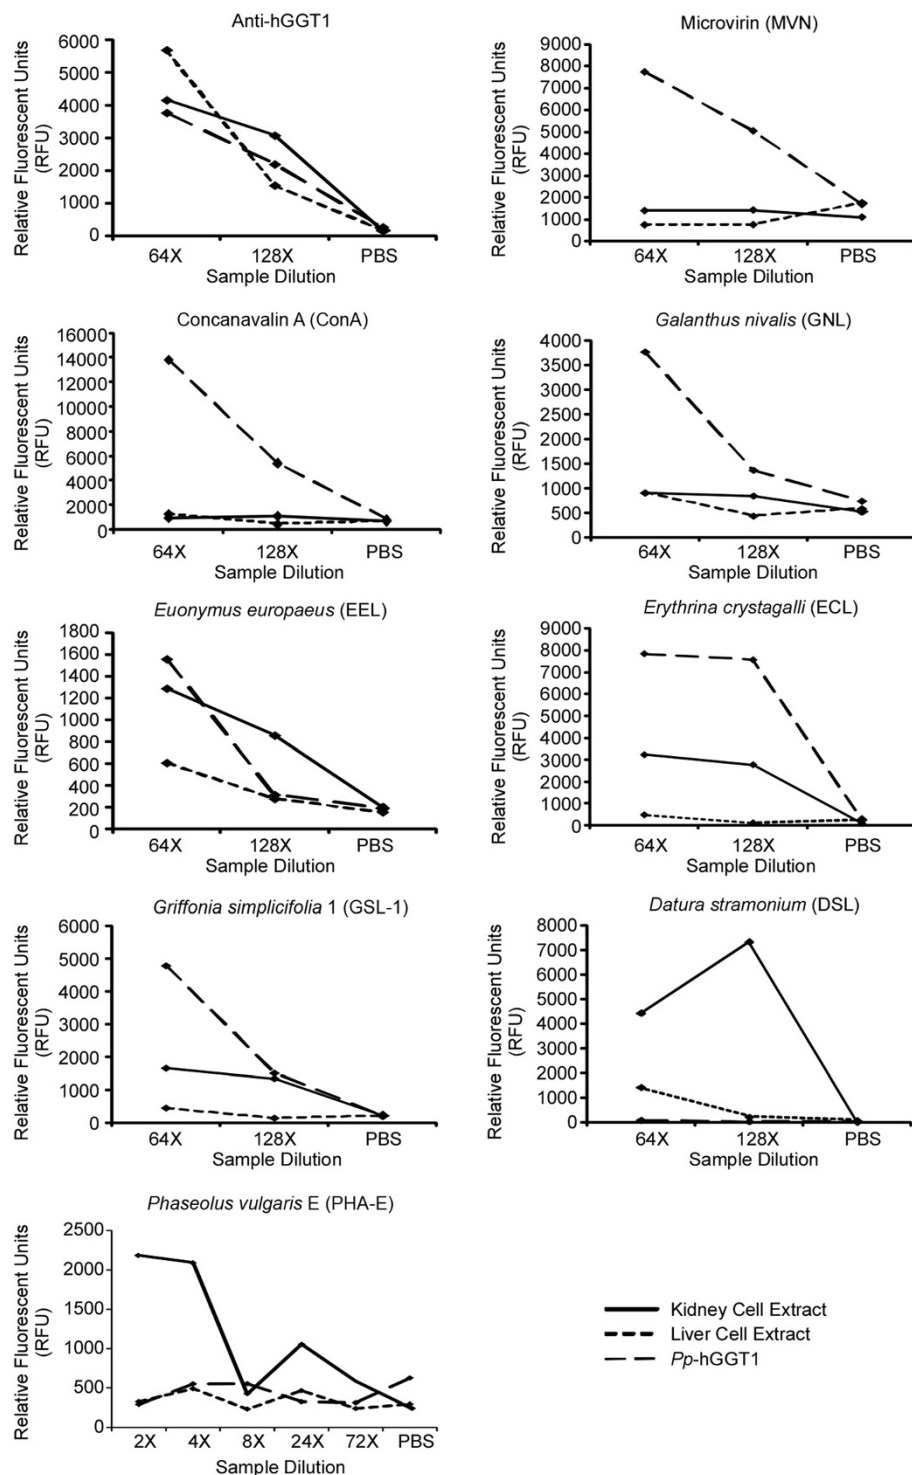 Anti-hGGT1
Relative Fluorescent Units
(RFU)
6000
5000
4000
3000
2000
1000
0
64X 128X PBS
Sample Dilution
Microvirin (MVN)
Relative Fluorescent Units
(RFU)
9000
8000
7000
6000
5000
4000
3000
2000
1000
0
64X 128X PBS
Sample Dilution
Concanavalin A (ConA)
Relative Fluorescent Units
(RFU)
16000
14000
12000
10000
8000
6000
4000
2000
0
64X 128X PBS
Sample Dilution
Galanthus nivalis (GNL)
Relative Fluorescent Units
(RFU)
4000
3500
3000
2500
2000
1500
1000
500
0
64X 128X PBS
Sample Dilution
Euonymus europaeus (EEL)
Relative Fluorescent Units
(RFU)
1800
1600
1400
1200
1000
800
600
400
200
0
64X 128X PBS
Sample Dilution
Erythrina crystagalli (ECL)
Relative Fluorescent Units
(RFU)
9000
8000
7000
6000
5000
4000
3000
2000
1000
0
64X 128X PBS
Sample Dilution
Griffonia simplicifolia 1 (GSL-1)
Relative Fluorescent Units
(RFU)
6000
5000
4000
3000
2000
1000
0
64X 128X PBS
Sample Dilution
Datura stramonium (DSL)
Relative Fluorescent Units
(RFU)
8000
7000
6000
5000
4000
3000
2000
1000
0
64X 128X PBS
Sample Dilution
Phaseolus vulgaris E (PHA-E)
Relative Fluorescent Units
(RFU)
2500
2000
1500
1000
500
0
2X 4X 8X 24X 72X PBS
Sample Dilution
Kidney Cell Extract
Liver Cell Extract
Pp-hGGT1